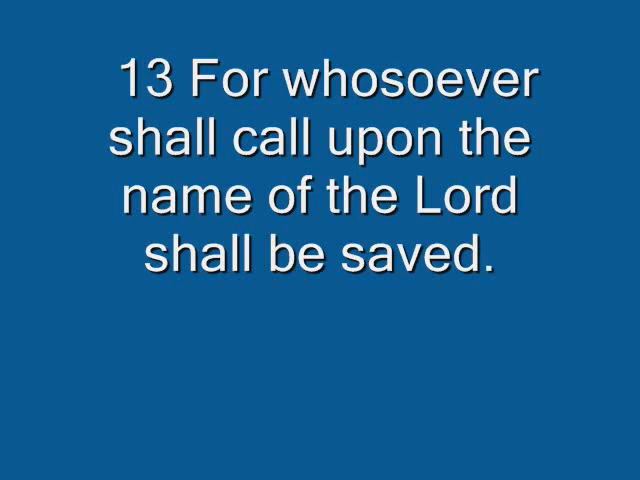 13 For whosoever
shall call upon the
name of the Lord
shall be saved.